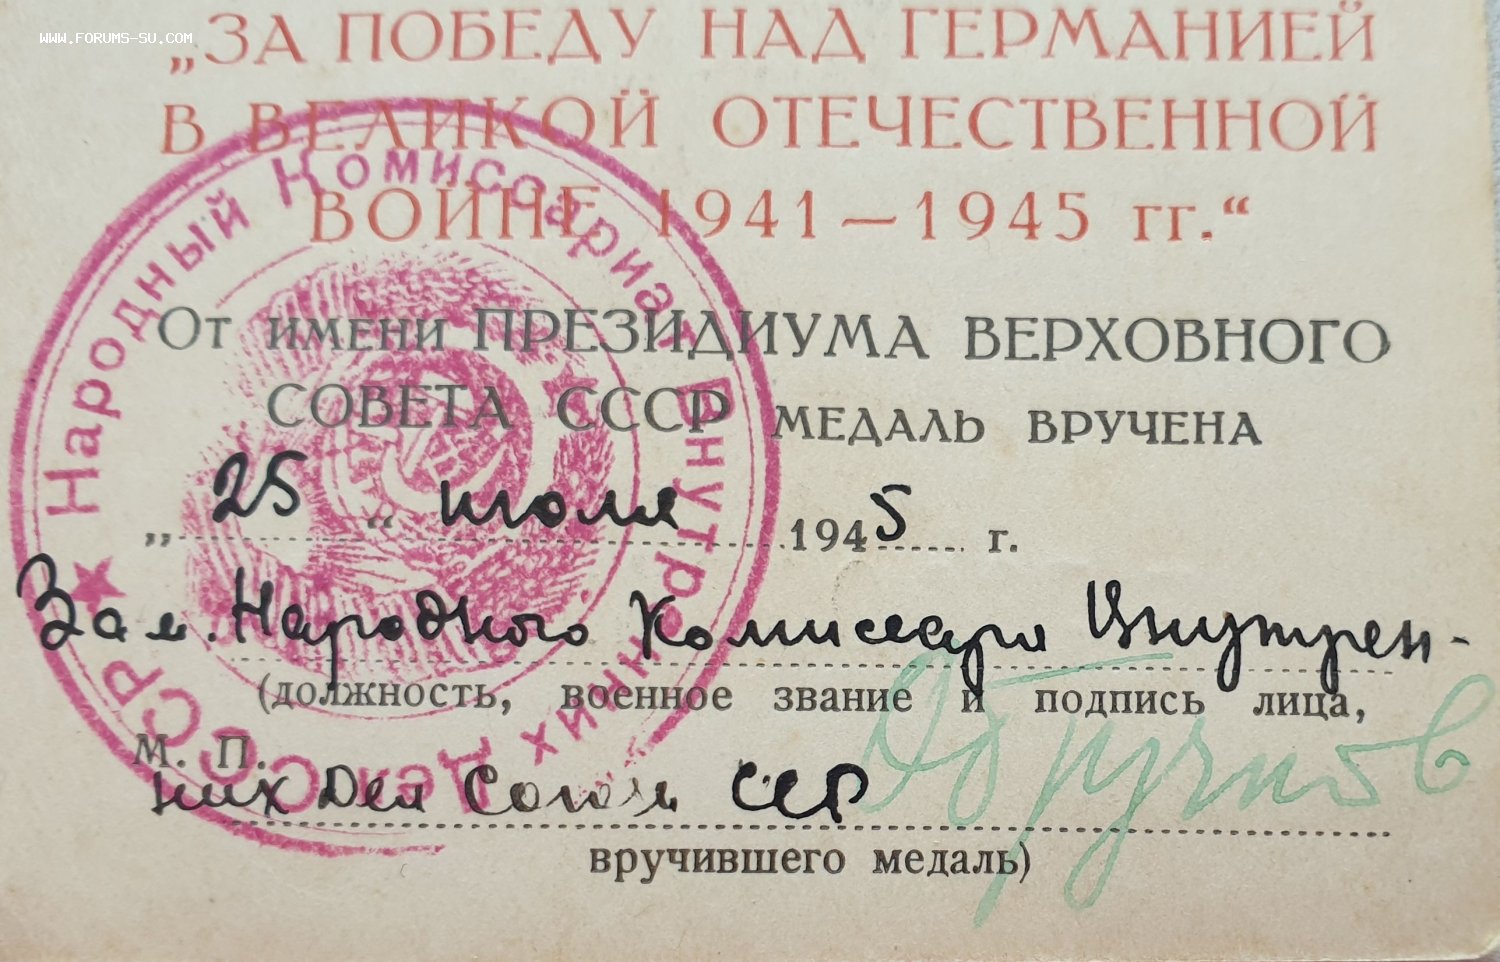 www.forums-su.com
„ЗА ПОБЕДУ НАД ГЕРМАНИЕЙ
В ВЕЛИКОЙ ОТЕЧЕСТВЕННОЙ
ВОЙНЕ 1941—1945 гг.“
От имени ПРЕЗИДИУМА ВЕРХОВНОГО
СОВЕТА СССР МЕДАЛЬ ВРУЧЕНА
„25“ июля 1945 г.
Зам. Народного Комиссара Внутрен-
(должность, военное звание и подпись лица,
М. П.
них Дел Союза ССР
вручившего медаль)
Народный Комиссариат Внутренних Дел СССР